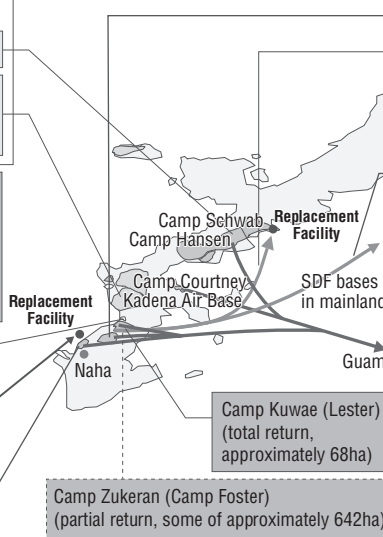 Camp Schwab
Replacement
Facility
Camp Hansen
Camp Courtney
Kadena Air Base
SDF bases
in mainland
Replacement
Facility
Naha
Guam
Camp Kuwae (Lester)
(total return,
approximately 68ha)
Camp Zukeran (Camp Foster)
(partial return, some of approximately 642ha)